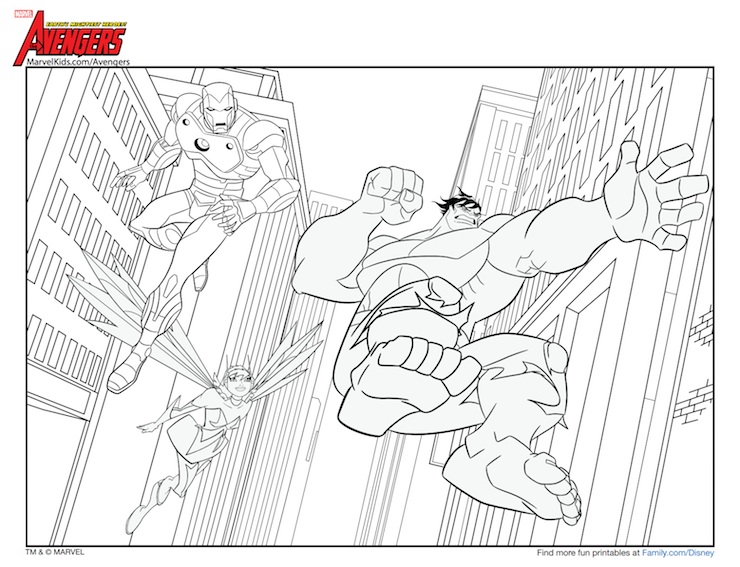 MARVEL
EARTH'S MIGHTIEST HEROES!
AVENGERS
MarvelKids.com/Avengers
TM & © MARVEL
Find more fun printables at Family.com/Disney